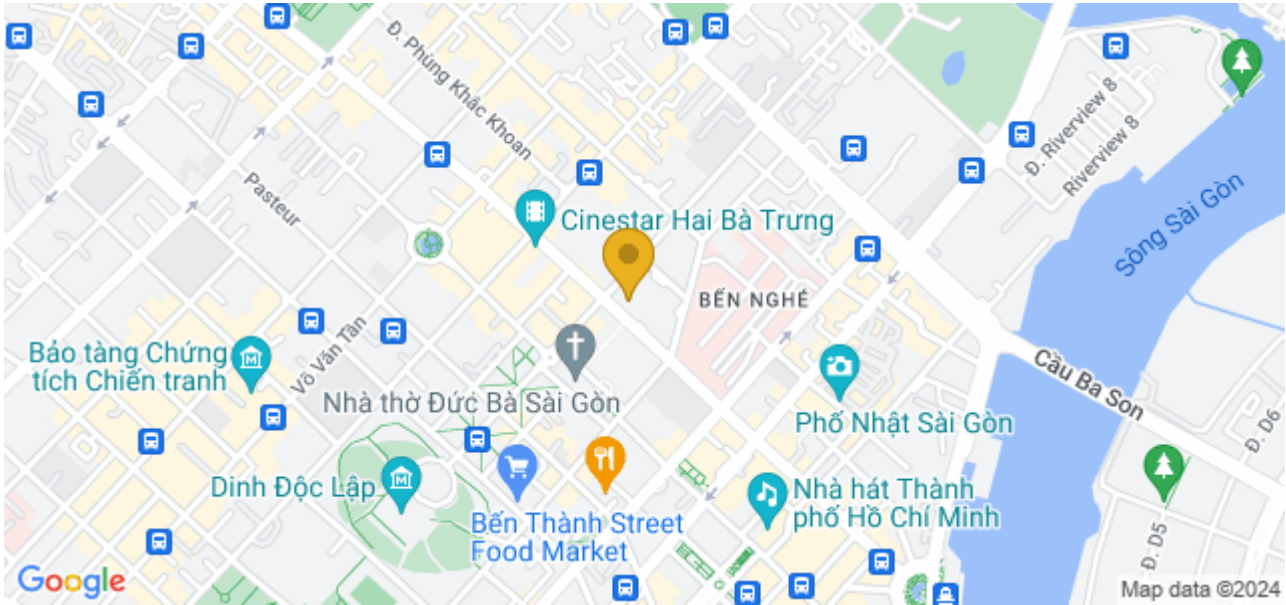 Đ. Phùng Khắc Khoan
Đ. Riverview 8
Riverview 8
Pasteur
Cinestar Hai Bà Trưng
Sông Sài Gòn
BẾN NGHÉ
Bảo tàng Chứng
tích Chiến tranh
Võ Văn Tần
Nhà thờ Đức Bà Sài Gòn
Cầu Ba Son
Phố Nhật Sài Gòn
Đ. D6
Dinh Độc Lập
Bến Thành Street
Food Market
Nhà hát Thành
phố Hồ Chí Minh
Đ. D5
Google
Map data ©2024